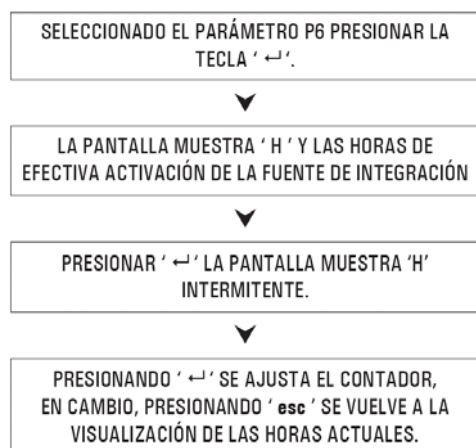 SELECCIONADO EL PARÁMETRO P6 PRESIONAR LA
TECLA ‘ ↵ ‘.
LA PANTALLA MUESTRA ‘ H ’ Y LAS HORAS DE
EFECTIVA ACTIVACIÓN DE LA FUENTE DE INTEGRACIÓN
PRESIONAR ‘ ↵ ‘ LA PANTALLA MUESTRA ‘H’
INTERMITENTE.
PRESIONANDO ‘ ↵ ‘ SE AJUSTA EL CONTADOR,
EN CAMBIO, PRESIONANDO ‘ esc ’ SE VUELVE A LA
VISUALIZACIÓN DE LAS HORAS ACTUALES.